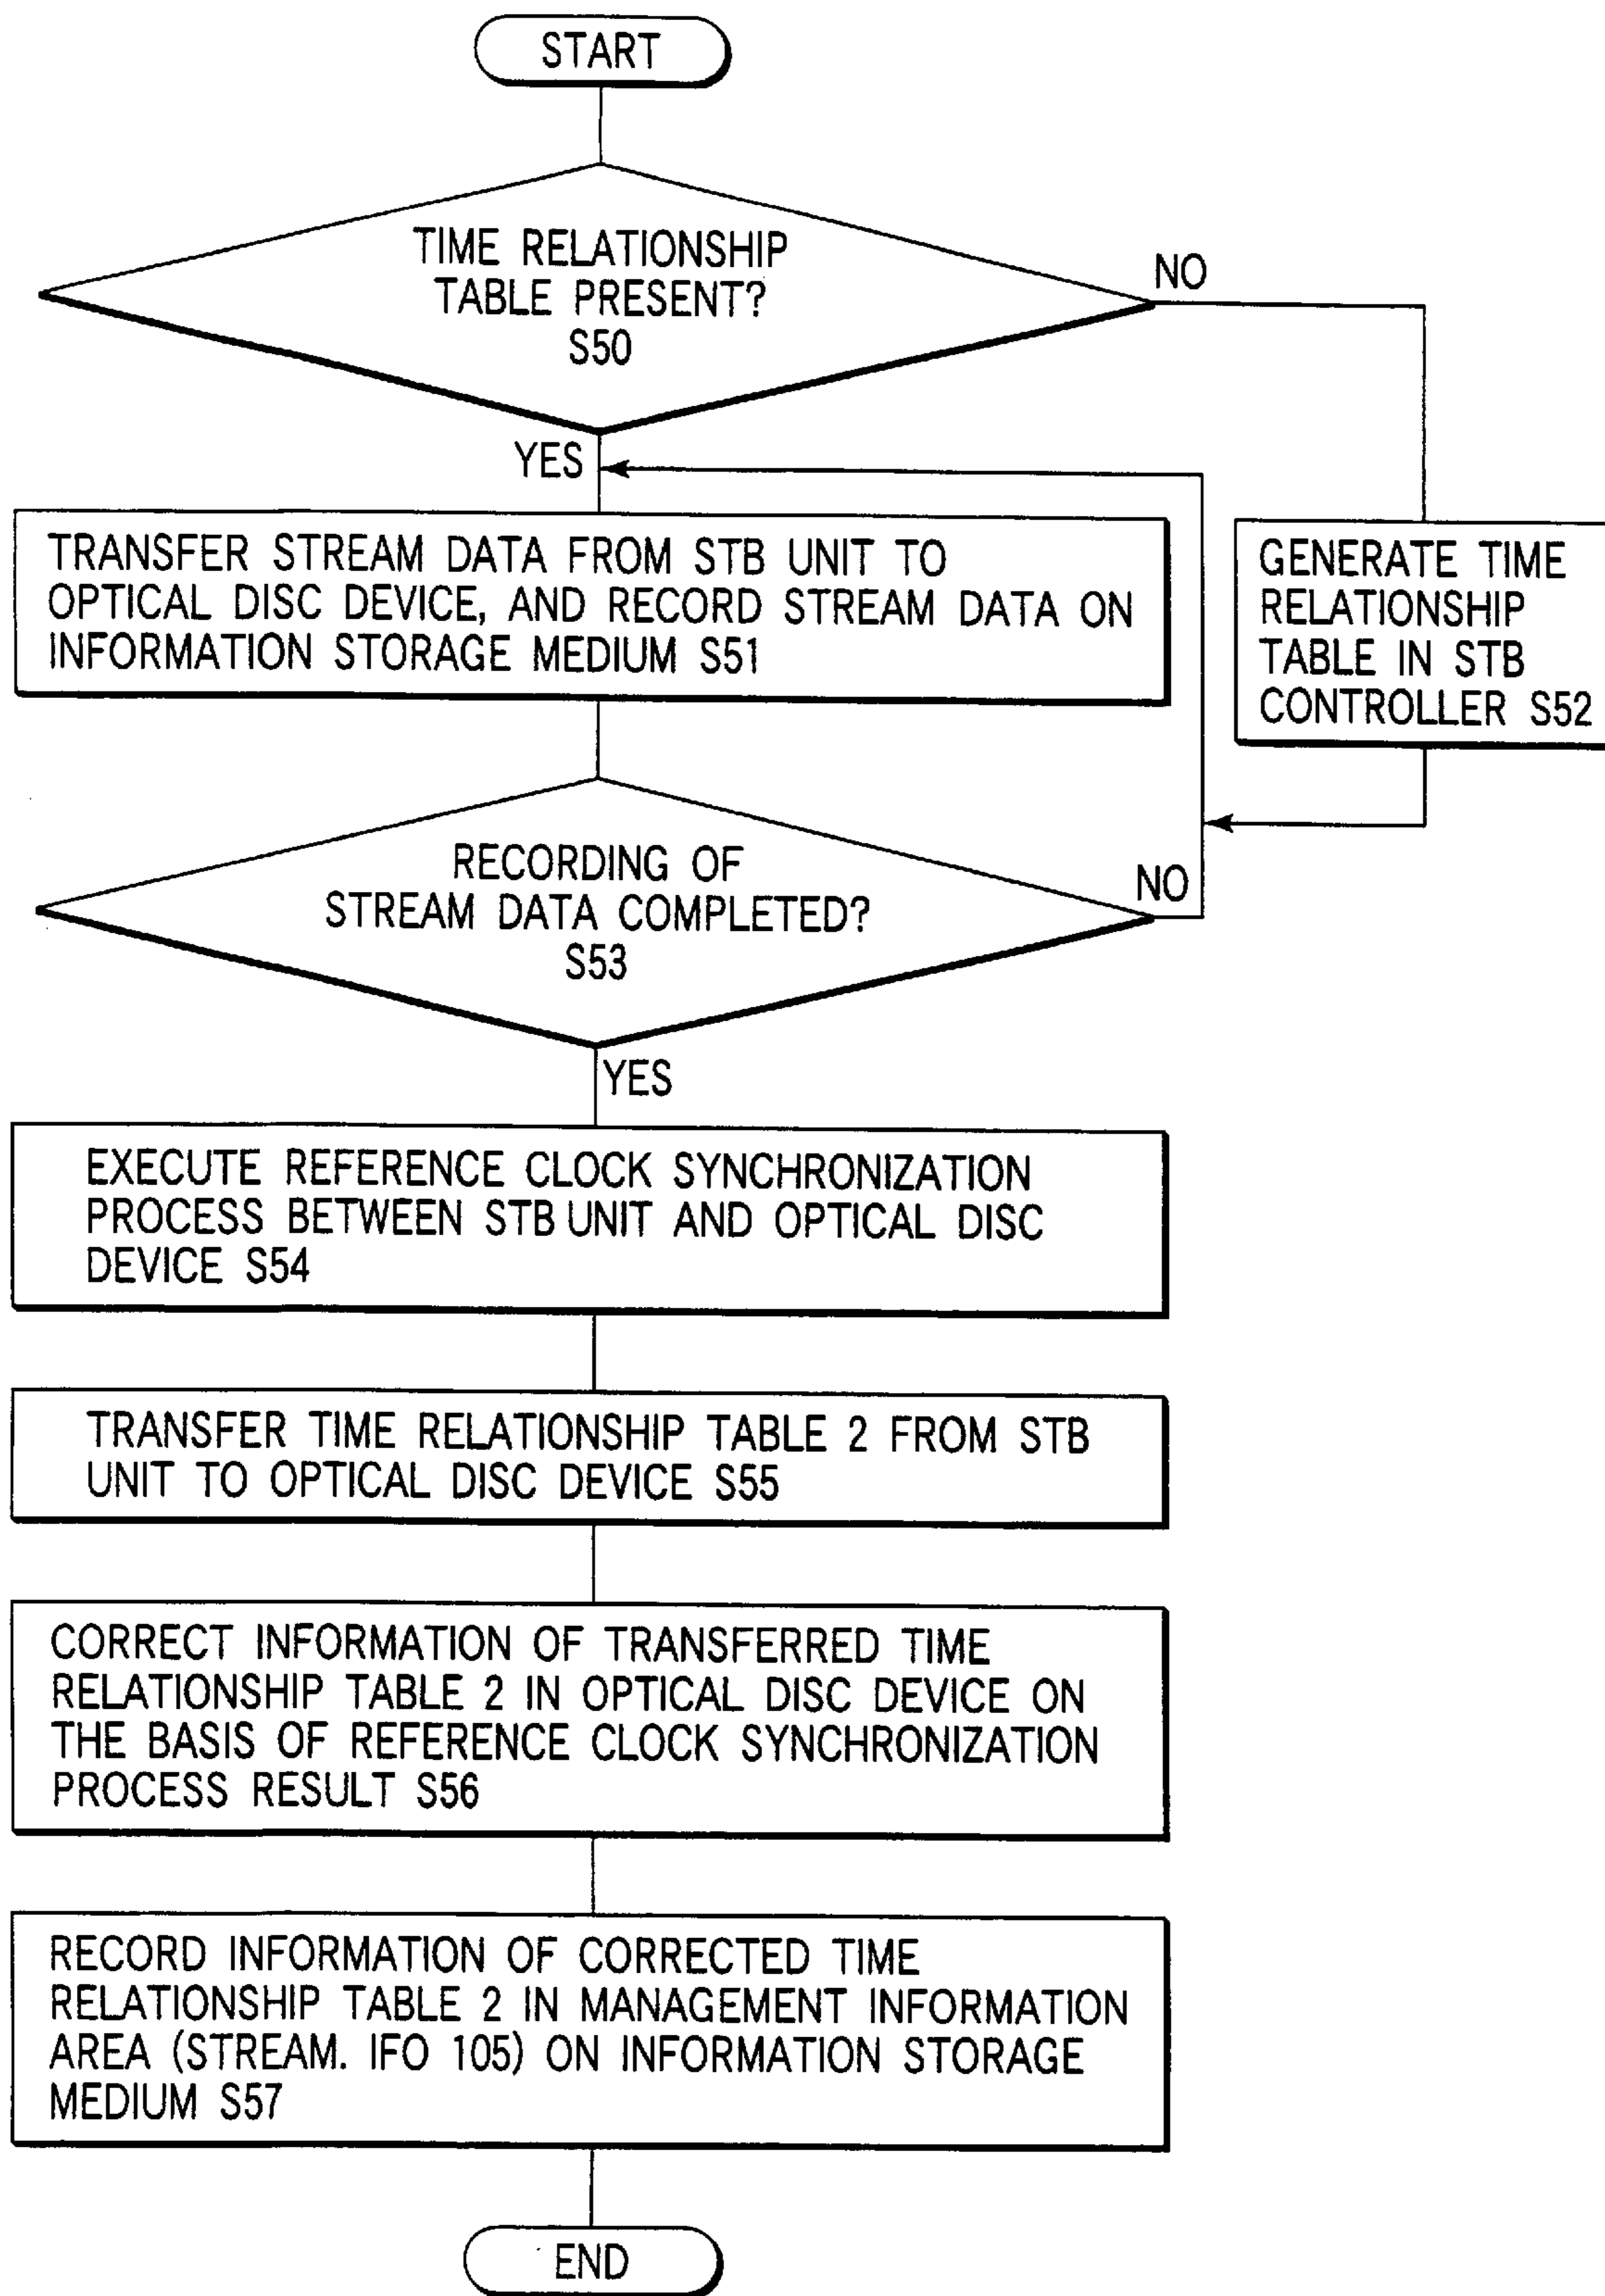 START
TIME RELATIONSHIP
TABLE PRESENT?
S50
NO
YES
TRANSFER STREAM DATA FROM STB UNIT TO
OPTICAL DISC DEVICE, AND RECORD STREAM DATA ON
INFORMATION STORAGE MEDIUM S51
GENERATE TIME
RELATIONSHIP
TABLE IN STB
CONTROLLER S52
RECORDING OF
STREAM DATA COMPLETED?
S53
NO
YES
EXECUTE REFERENCE CLOCK SYNCHRONIZATION
PROCESS BETWEEN STB UNIT AND OPTICAL DISC
DEVICE S54
TRANSFER TIME RELATIONSHIP TABLE 2 FROM STB
UNIT TO OPTICAL DISC DEVICE S55
CORRECT INFORMATION OF TRANSFERRED TIME
RELATIONSHIP TABLE 2 IN OPTICAL DISC DEVICE ON
THE BASIS OF REFERENCE CLOCK SYNCHRONIZATION
PROCESS RESULT S56
RECORD INFORMATION OF CORRECTED TIME
RELATIONSHIP TABLE 2 IN MANAGEMENT INFORMATION
AREA (STREAM. IFO 105) ON INFORMATION STORAGE
MEDIUM S57
END